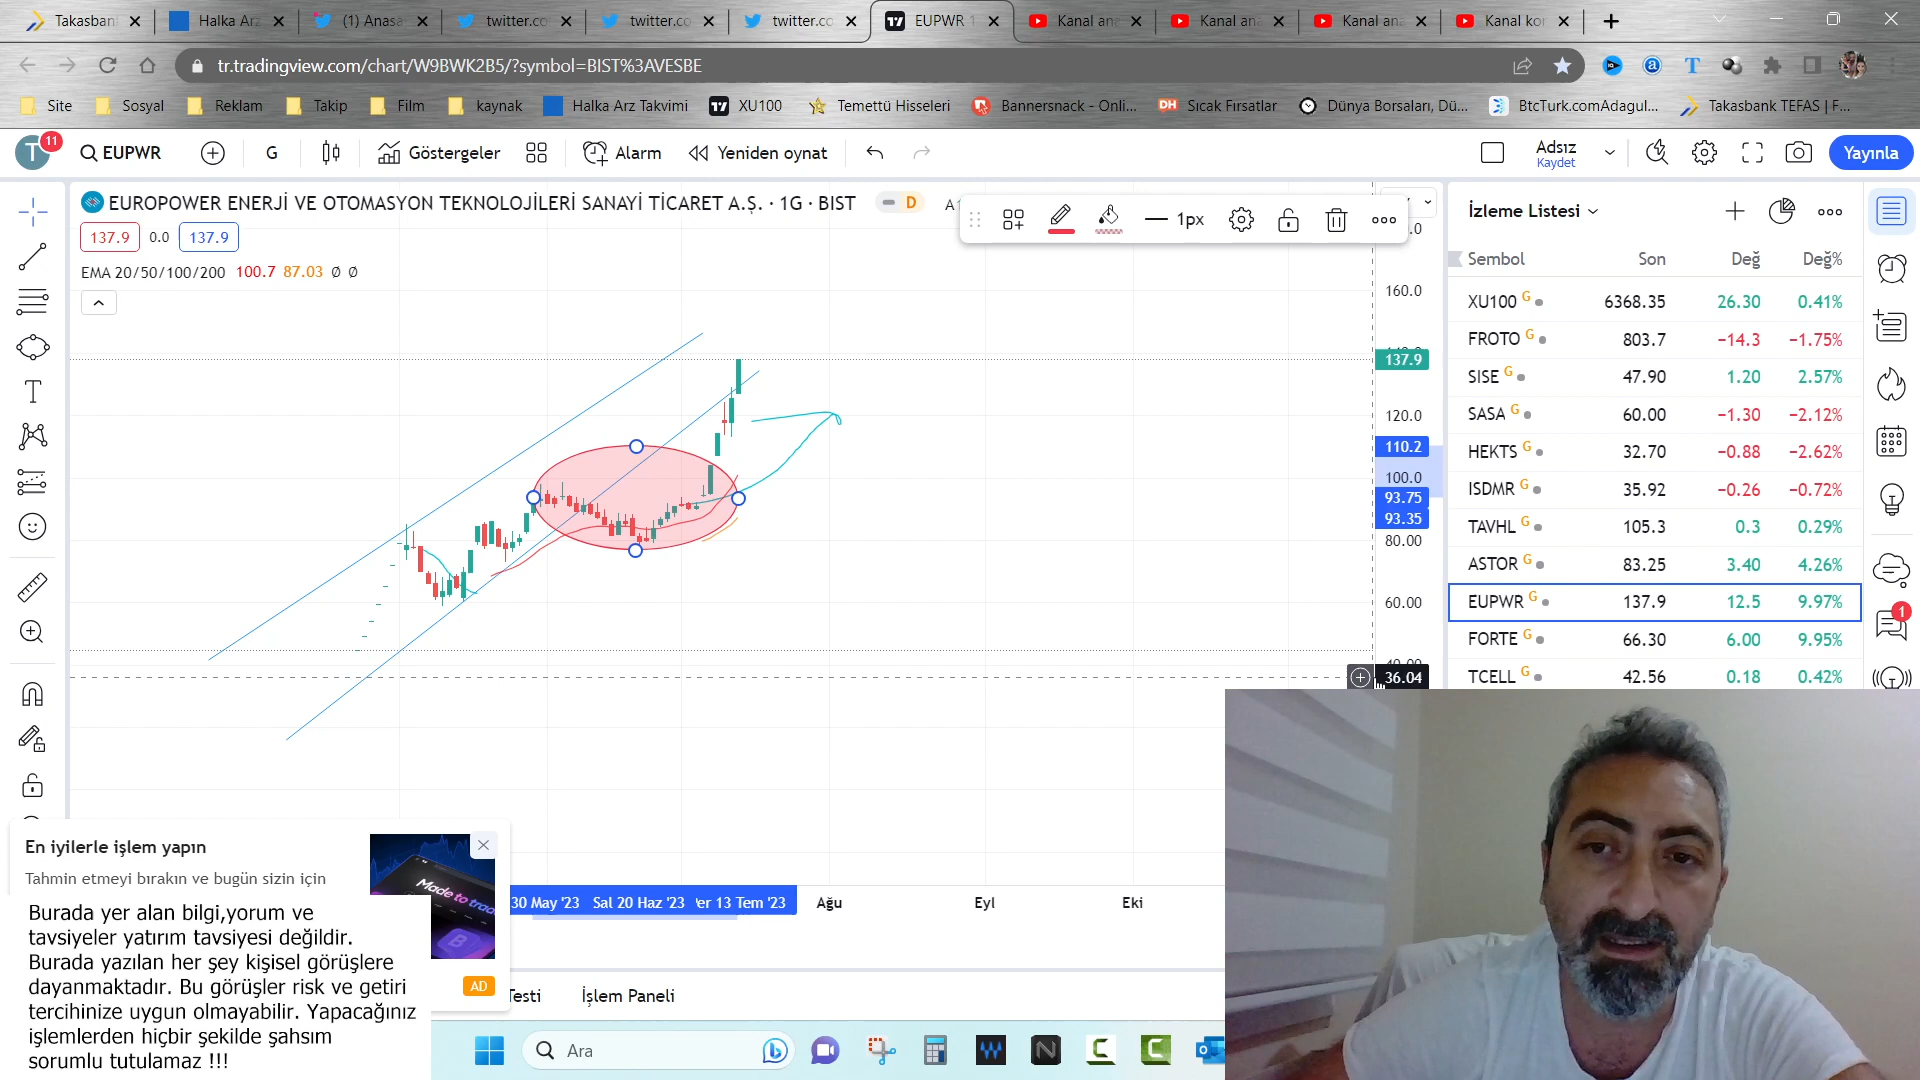 Takasban
Halka Arz
(1) Anasa
twitter.co
twitter.co
twitter.co
EUPWR 1
Kanal ana
Kanal ana
Kanal ana
Kanal kor
tr.tradingview.com/chart/W9BWK2B5/?symbol=BIST%3AVESBE
Site
Sosyal
Reklam
Takip
Film
kaynak
Halka Arz Takvimi
XU100
Temettü Hisseleri
Bannersnack - Onli...
DH Sıcak Fırsatlar
Dünya Borsaları, Dü...
BtcTurk.comAdagul...
Takasbank TEFAS | F...
T 11
EUPWR
G
Göstergeler
Alarm
Yeniden oynat
Adsız
Kaydet
Yayınla
EUROPOWER ENERJİ VE OTOMASYON TEKNOLOJİLERİ SANAYİ TİCARET A.Ş. · 1G · BIST
D
137.9 0.0 137.9
EMA 20/50/100/200 100.7 87.03 Ø Ø
1px
160.0
137.9
120.0
110.2
100.0
93.75
93.35
80.00
60.00
40.00
36.04
İzleme Listesi
Sembol Son Değ Değ%
XU100 G 6368.35 26.30 0.41%
FROTO G 803.7 −14.3 −1.75%
SISE G 47.90 1.20 2.57%
SASA G 60.00 −1.30 −2.12%
HEKTS G 32.70 −0.88 −2.62%
ISDMR G 35.92 −0.26 −0.72%
TAVHL G 105.3 0.3 0.29%
ASTOR G 83.25 3.40 4.26%
EUPWR G 137.9 12.5 9.97%
FORTE G 66.30 6.00 9.95%
TCELL G 42.56 0.18 0.42%
1
30 May '23 Sal 20 Haz '23 13 Tem '23 Ağu Eyl Eki
En iyilerle işlem yapın
Tahmin etmeyi bırakın ve bugün sizin için
Made to
AD
Burada yer alan bilgi,yorum ve
tavsiyeler yatırım tavsiyesi değildir.
Burada yazılan her şey kişisel görüşlere
dayanmaktadır. Bu görüşler risk ve getiri
tercihinize uygun olmayabilir. Yapacağınız
işlemlerden hiçbir şekilde şahsım
sorumlu tutulamaz !!!
Testi
İşlem Paneli
Ara